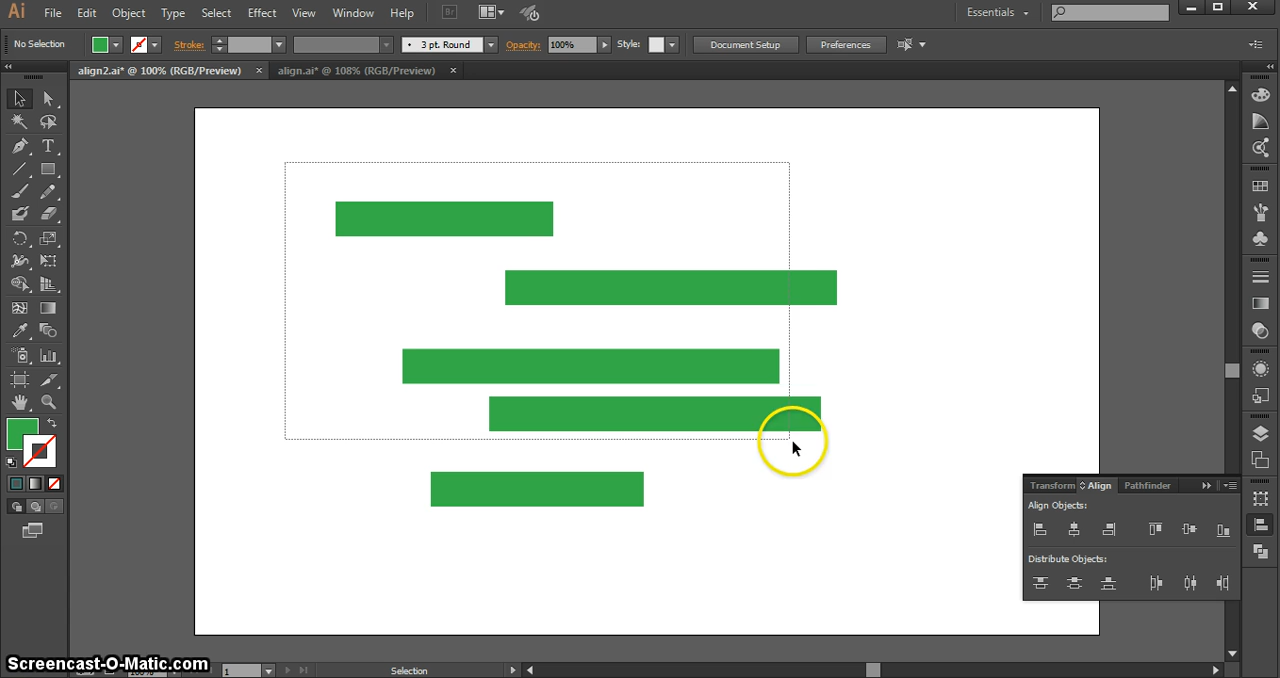 Ai File Edit Object Type Select Effect View Window Help Br Essentials
No Selection Stroke: 3 pt. Round Opacity: 100% Style: Document Setup Preferences
align2.ai* @ 100% (RGB/Preview) × align.ai* @ 108% (RGB/Preview) ×
Transform Align Pathfinder
Align Objects:
Distribute Objects:
1 Selection
Screencast-O-Matic.com